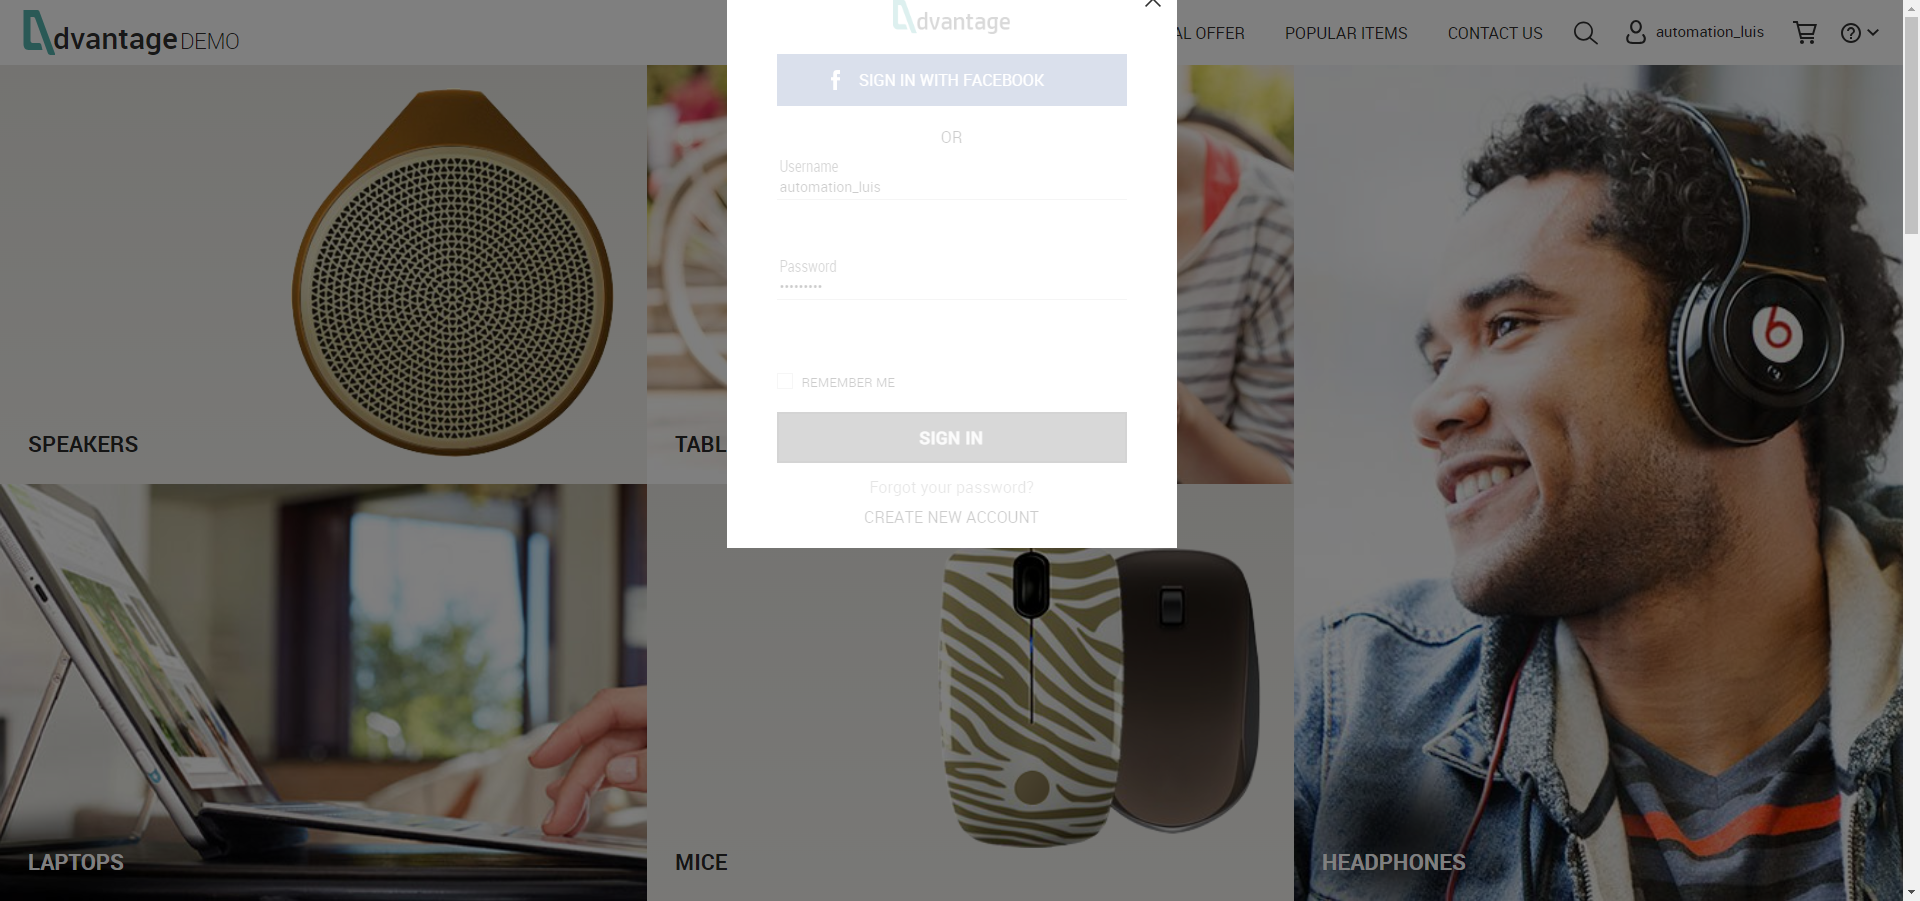 dvantage DEMO
AL OFFER
POPULAR ITEMS
CONTACT US
automation_luis
dvantage
SIGN IN WITH FACEBOOK
OR
Username
automation_luis
Password
•••••••••
REMEMBER ME
SIGN IN
Forgot your password?
CREATE NEW ACCOUNT
SPEAKERS
TABL
LAPTOPS
MICE
HEADPHONES